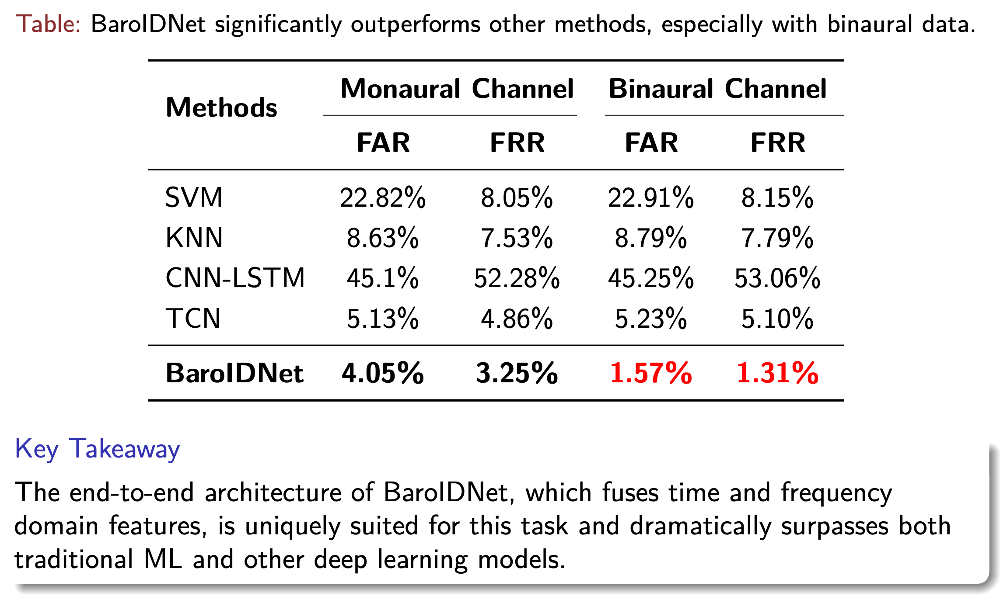 Table: BaroIDNet significantly outperforms other methods, especially with binaural data.
Methods Monaural Channel Binaural Channel
FAR FRR FAR FRR
SVM 22.82% 8.05% 22.91% 8.15%
KNN 8.63% 7.53% 8.79% 7.79%
CNN-LSTM 45.1% 52.28% 45.25% 53.06%
TCN 5.13% 4.86% 5.23% 5.10%
BaroIDNet 4.05% 3.25% 1.57% 1.31%
Key Takeaway
The end-to-end architecture of BaroIDNet, which fuses time and frequency
domain features, is uniquely suited for this task and dramatically surpasses both
traditional ML and other deep learning models.